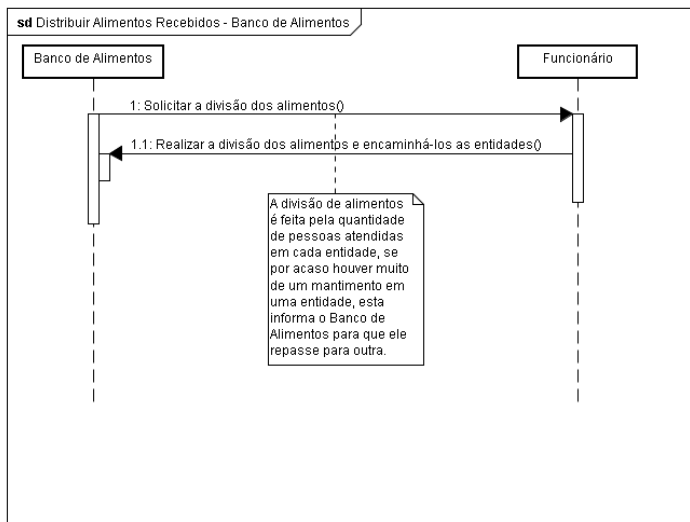 sd Distribuir Alimentos Recebidos - Banco de Alimentos
Banco de Alimentos
Funcionário
1: Solicitar a divisão dos alimentos()
1.1: Realizar a divisão dos alimentos e encaminhá-los as entidades()
A divisão de alimentos
é feita pela quantidade
de pessoas atendidas
em cada entidade, se
por acaso houver muito
de um mantimento em
uma entidade, esta
informa o Banco de
Alimentos para que ele
repasse para outra.